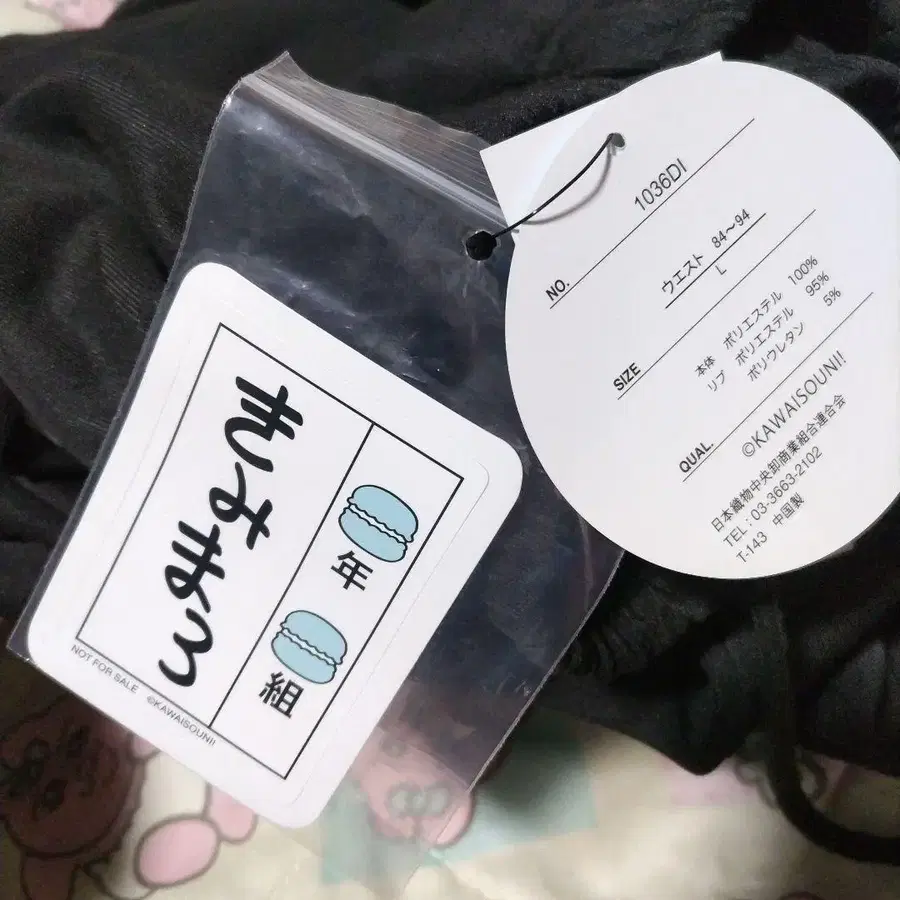 年
組
きよまろ
NOT FOR SALE ©KAWAISOUNI!
NO. 1036DI
ウエスト 84〜94
SIZE L
本体 ポリエステル 100%
リブ ポリエステル 95%
ポリウレタン 5%
QUAL.
©KAWAISOUNI!
日本織物中央卸商業組合連合会
TEL : 03-3663-2102
T-143 中国製